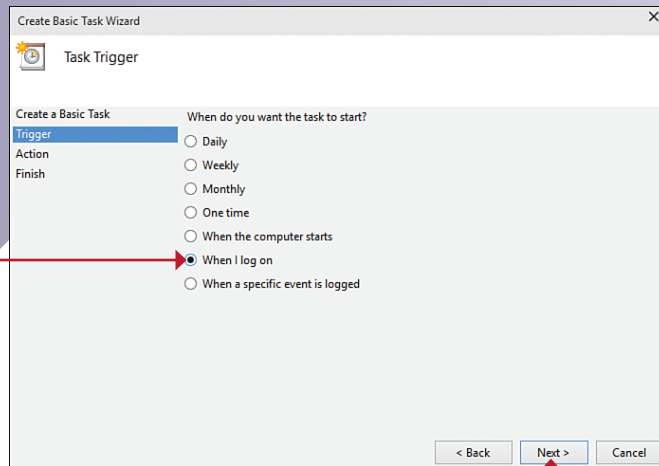 Create Basic Task Wizard
Task Trigger
Create a Basic Task
Trigger
Action
Finish
When do you want the task to start?
Daily
Weekly
Monthly
One time
When the computer starts
When I log on
When a specific event is logged
< Back
Next >
Cancel